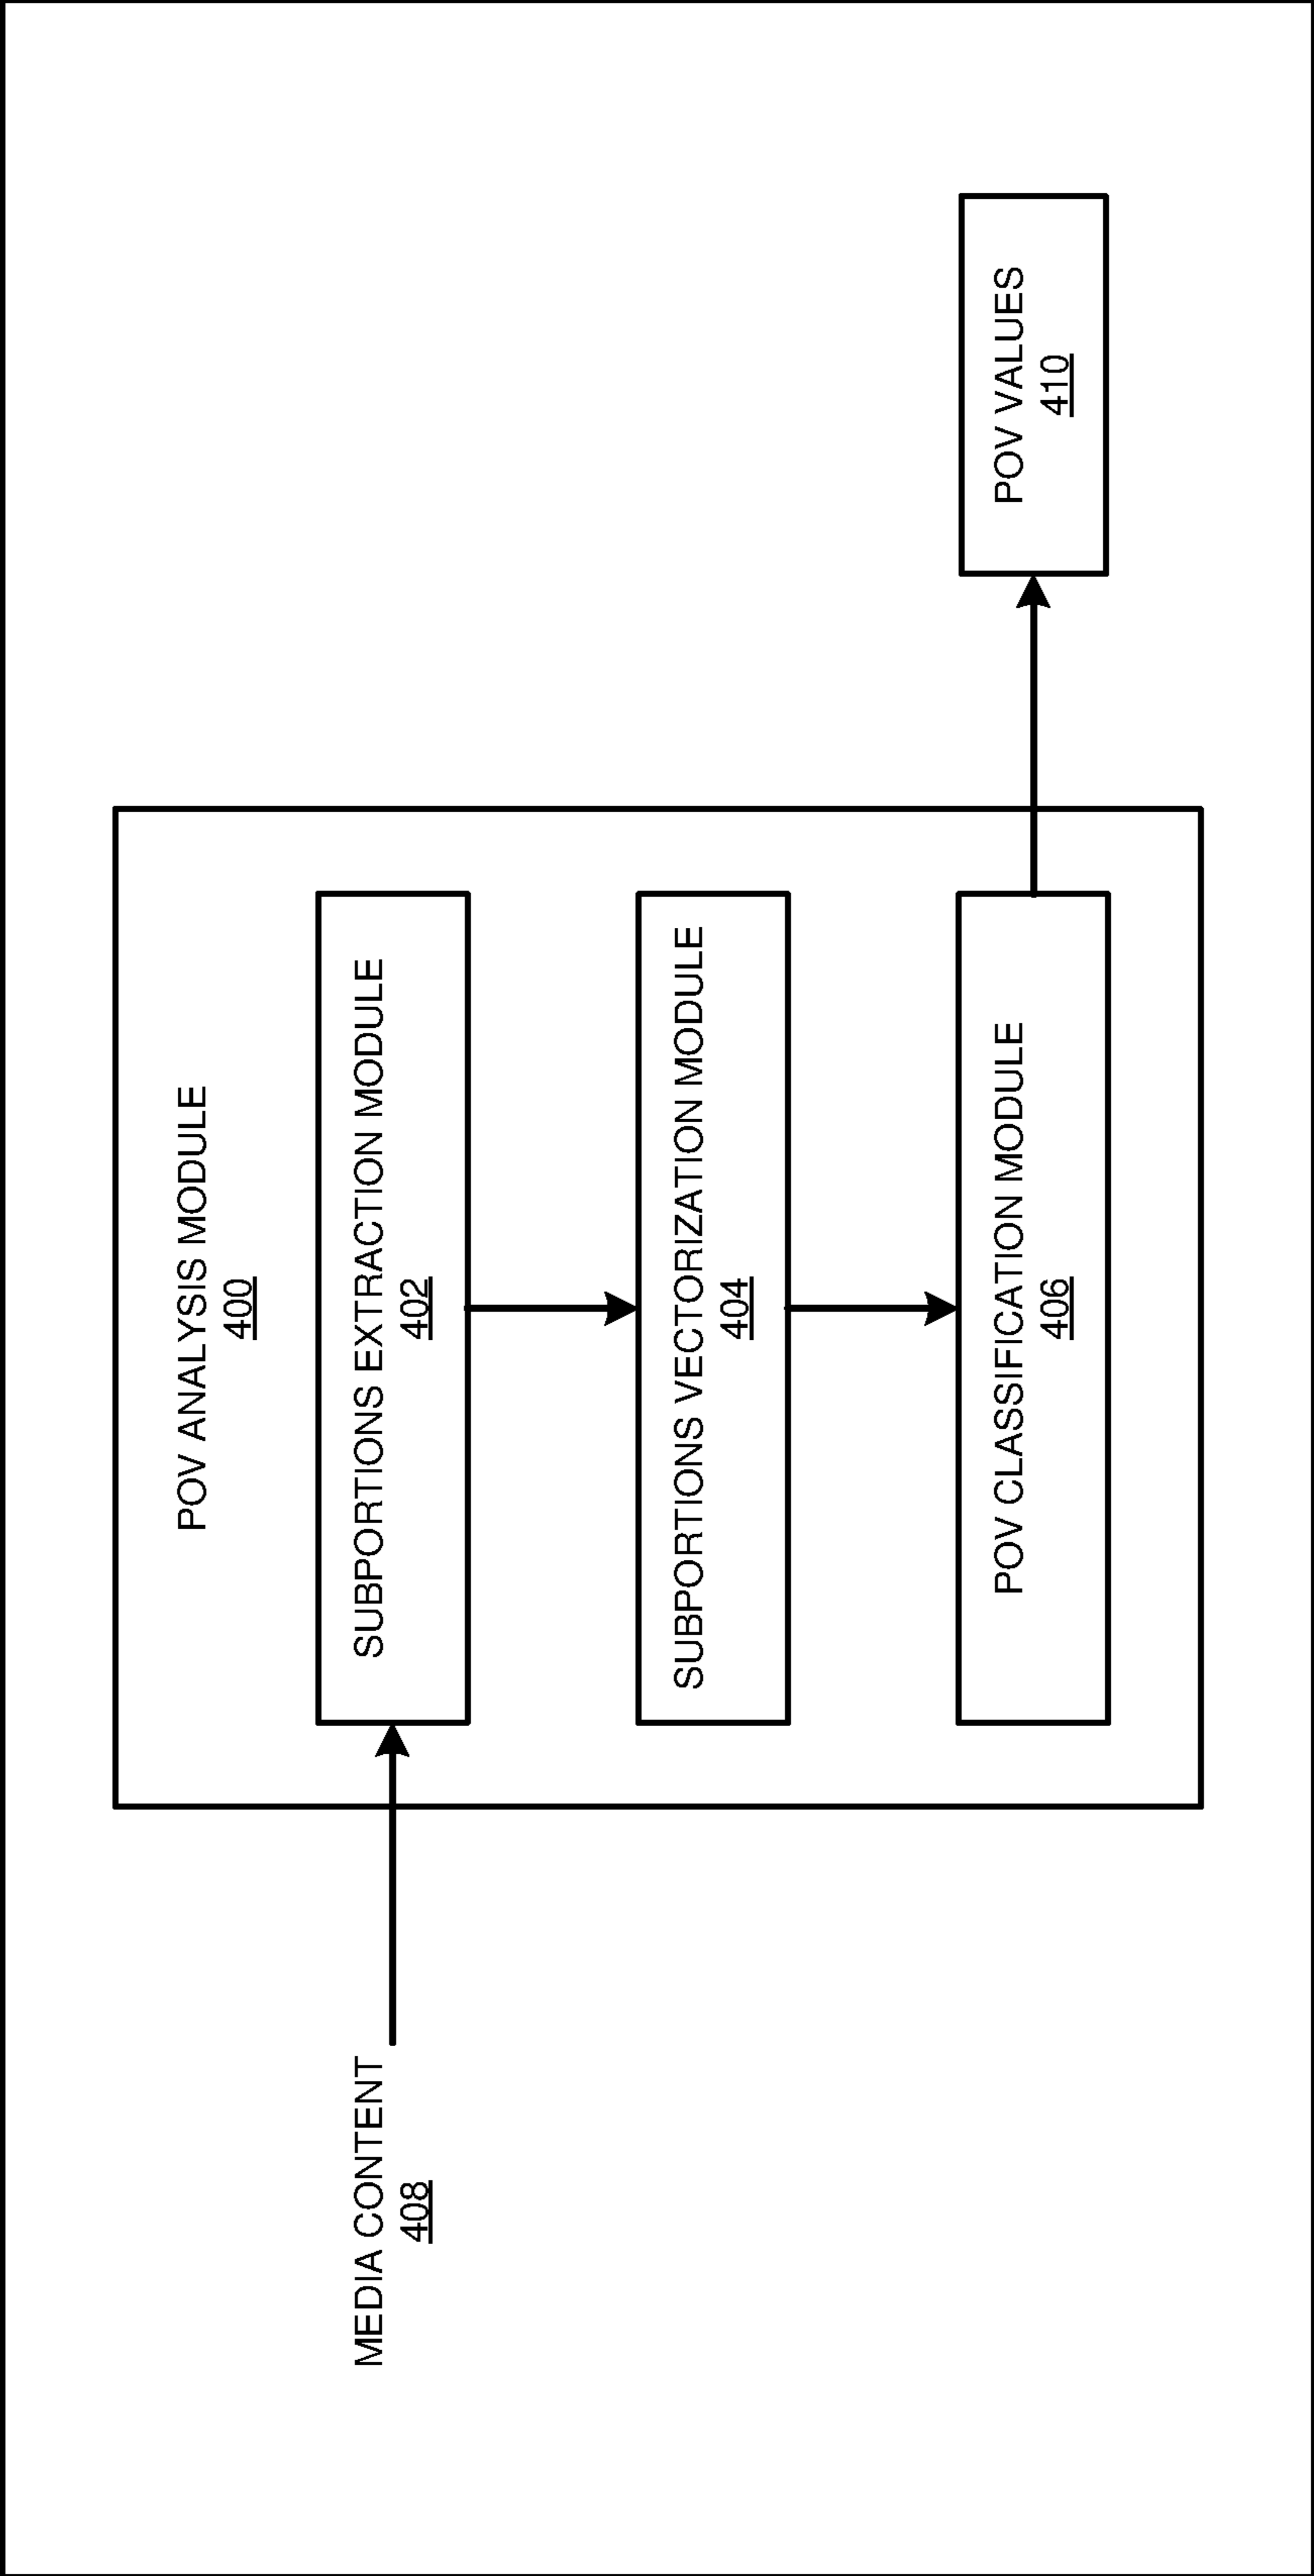 POV ANALYSIS MODULE
400
MEDIA CONTENT
408
SUBPORTIONS EXTRACTION MODULE
402
SUBPORTIONS VECTORIZATION MODULE
404
POV CLASSIFICATION MODULE
406
POV VALUES
410